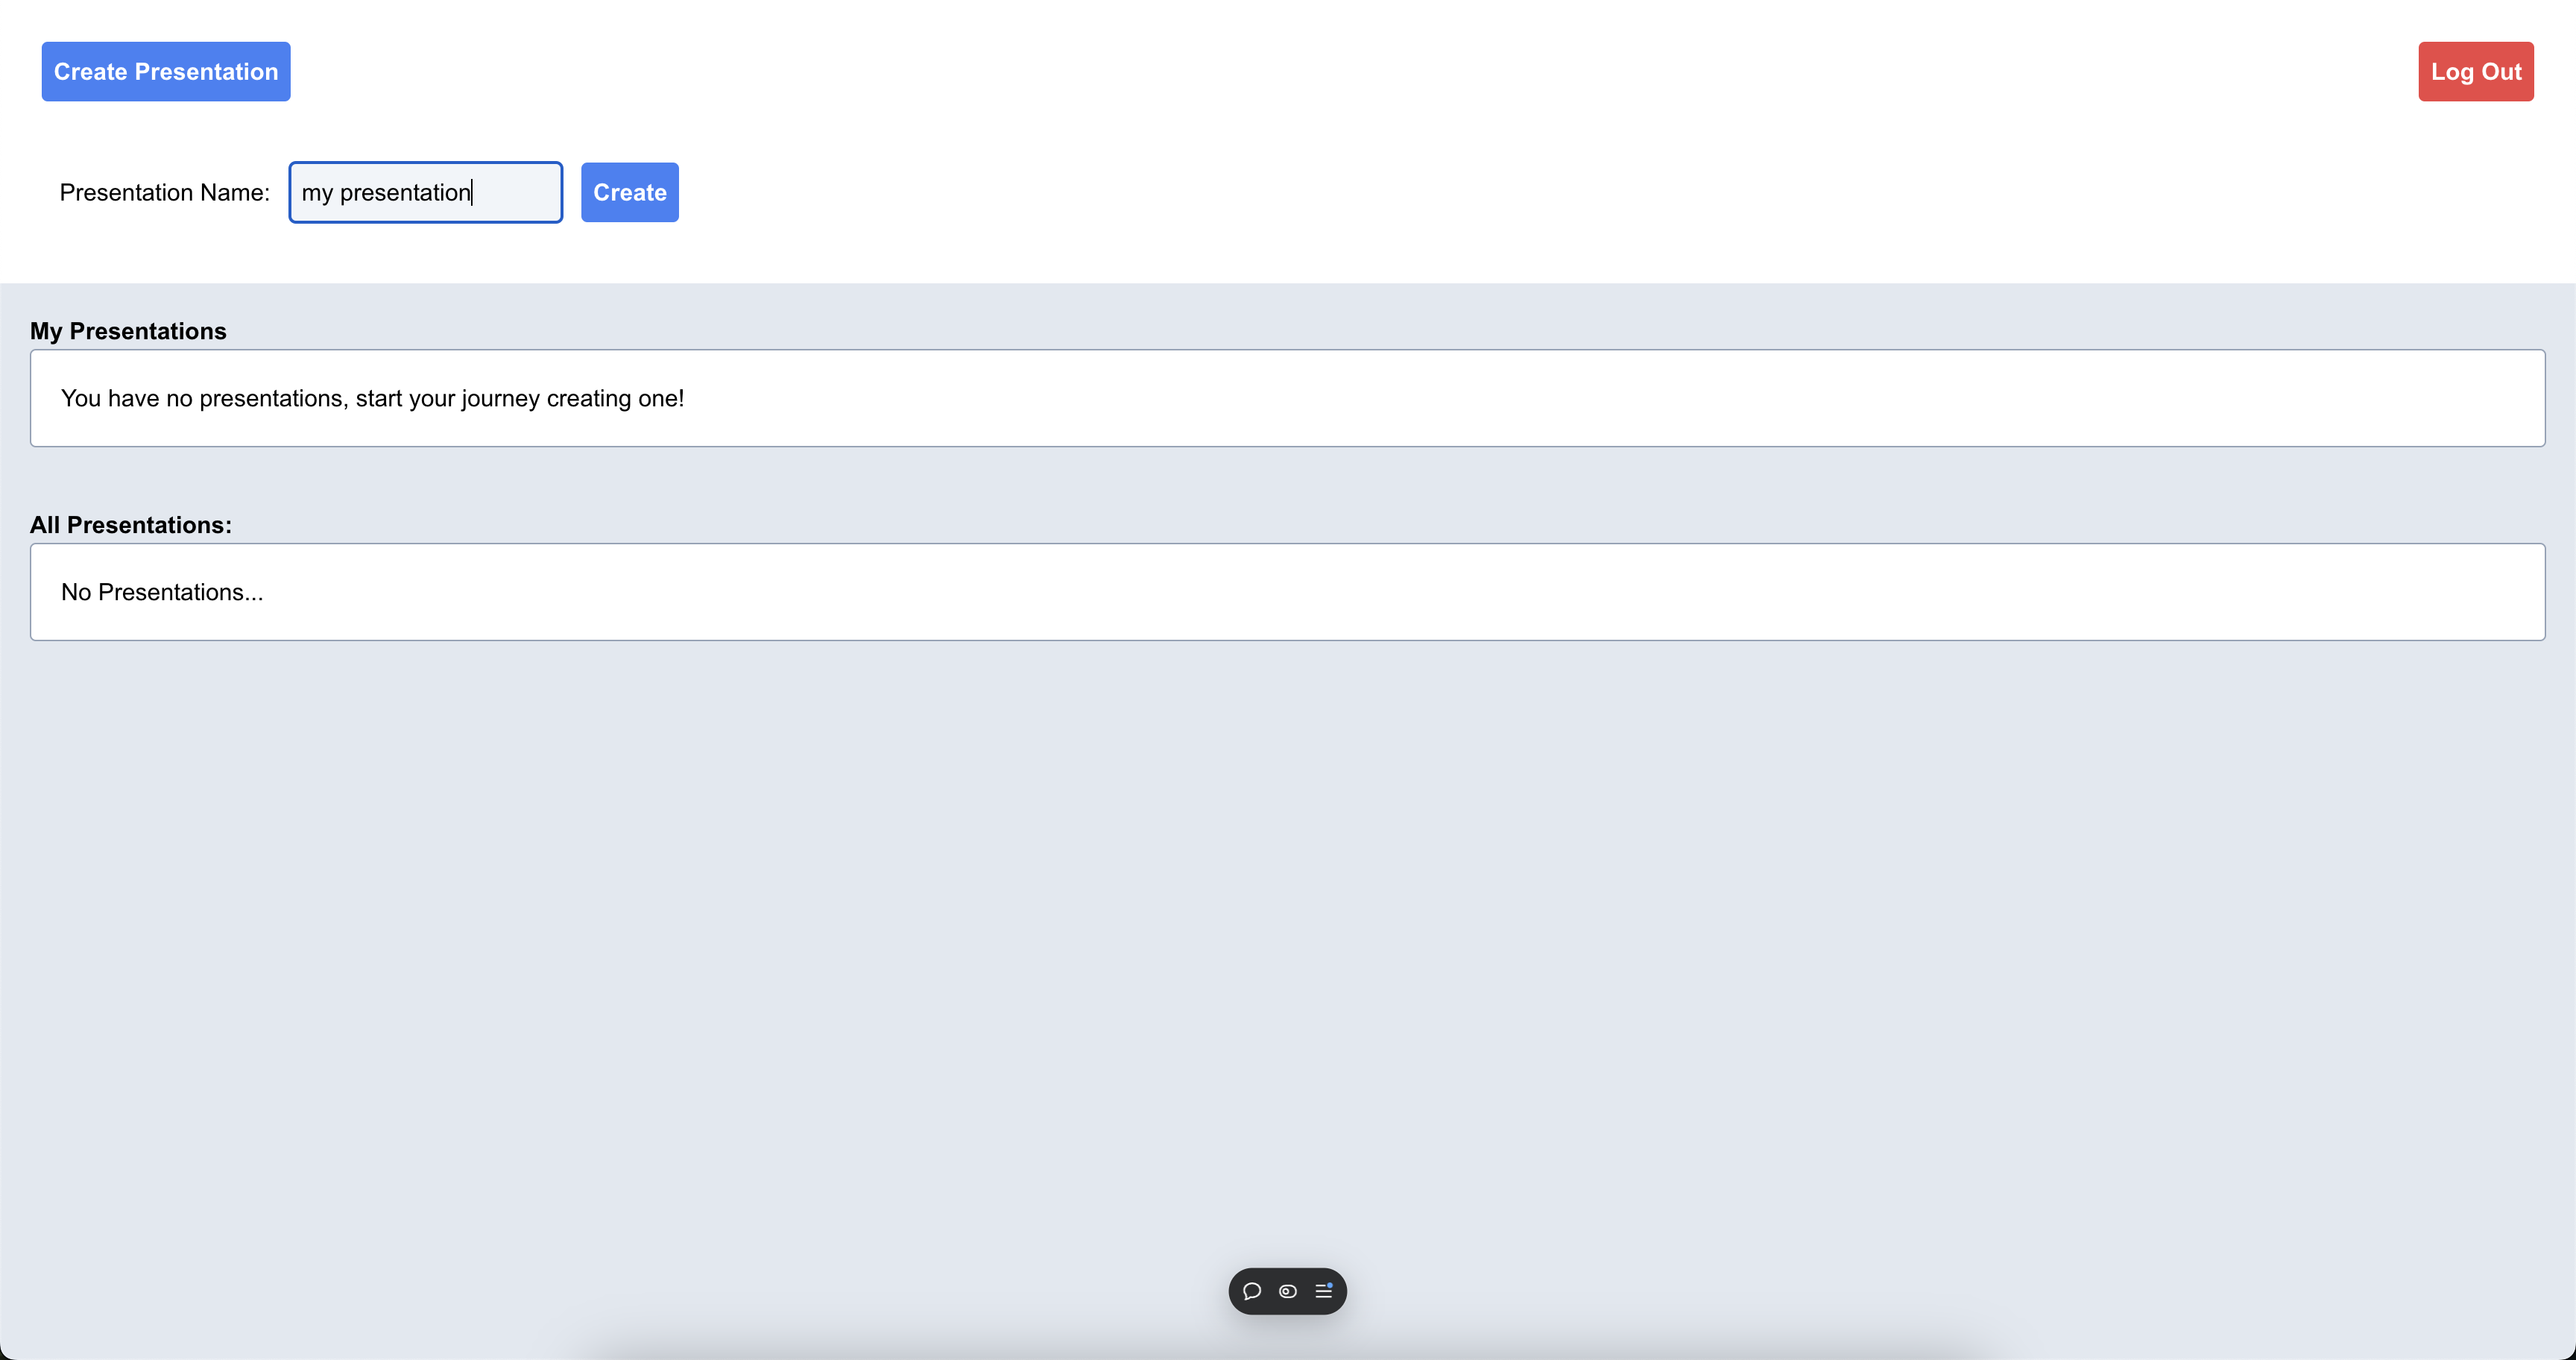 Create Presentation
Log Out
Presentation Name:
my presentation
Create
My Presentations
You have no presentations, start your journey creating one!
All Presentations:
No Presentations...